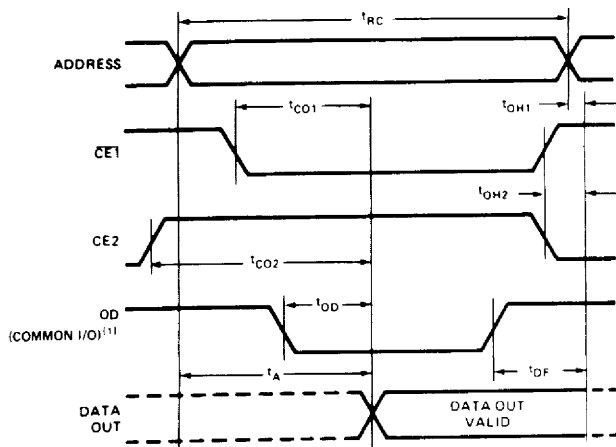 tRC
ADDRESS
tCO1
tOH1
CE1
tOH2
CE2
tCO2
OD
(COMMON I/O)(1)
tOD
tA
tDF
DATA
OUT
DATA OUT
VALID